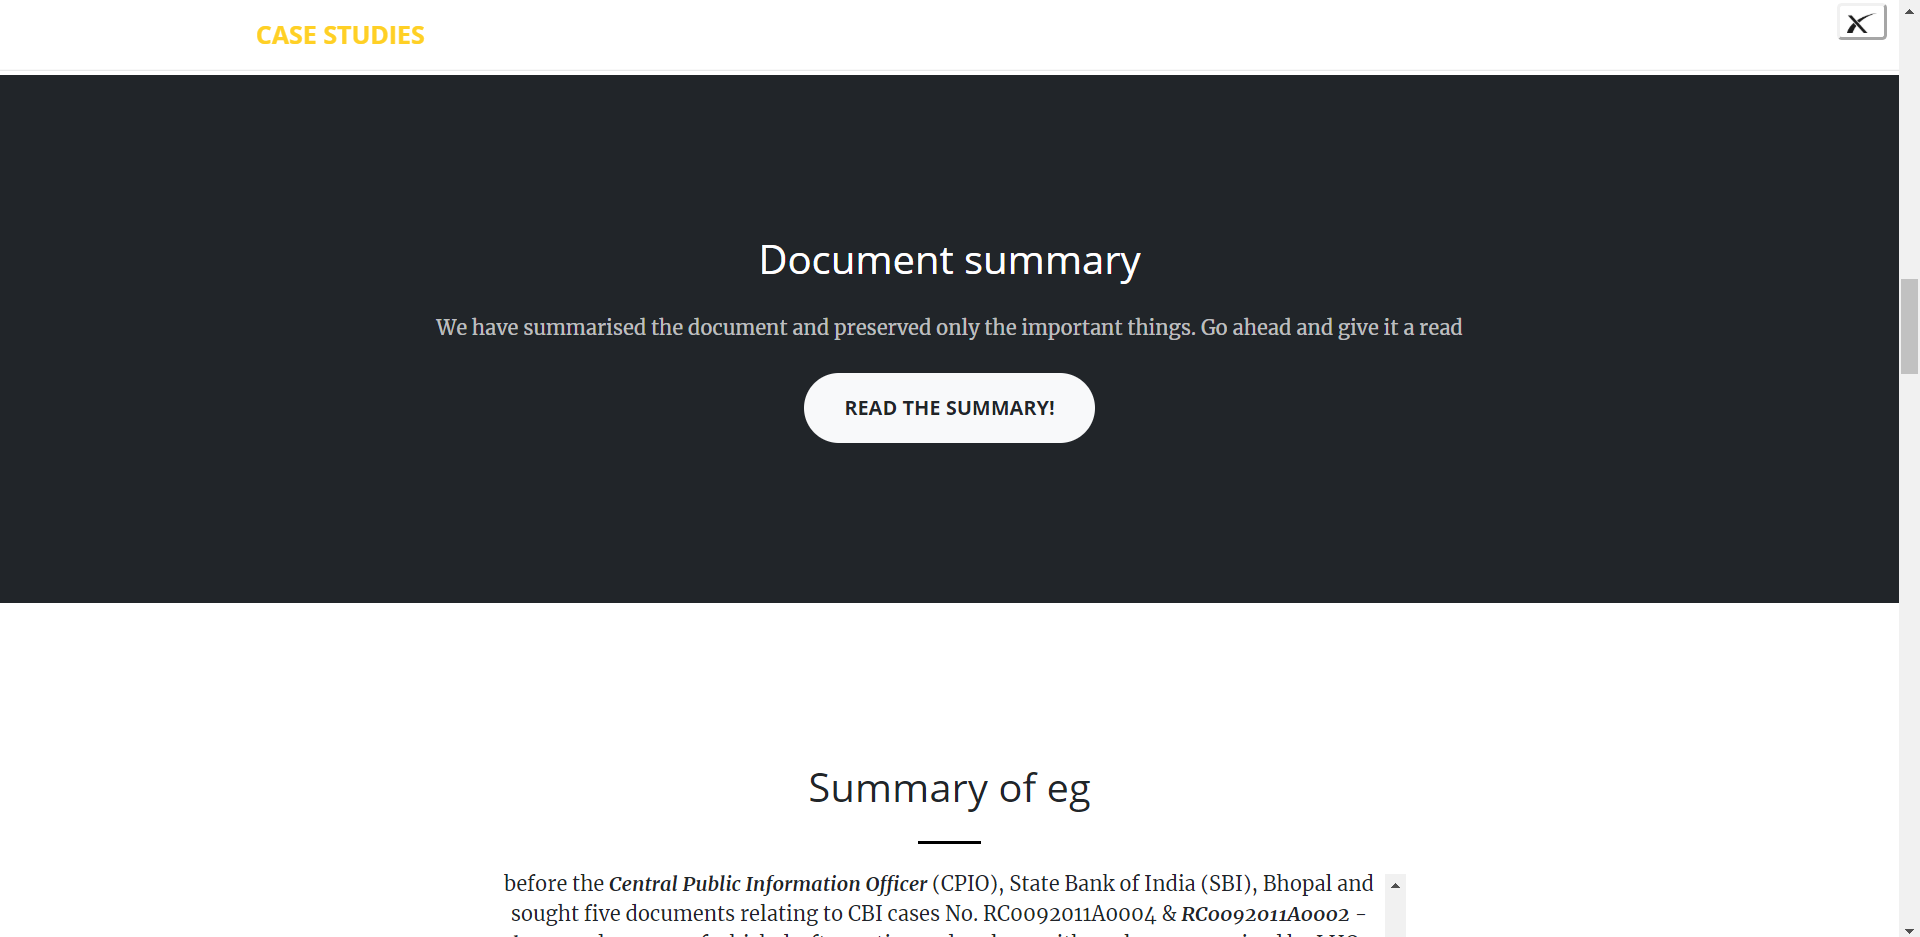 CASE STUDIES
Document summary
We have summarised the document and preserved only the important things. Go ahead and give it a read
READ THE SUMMARY!
Summary of eg
before the Central Public Information Officer (CPIO), State Bank of India (SBI), Bhopal and
sought five documents relating to CBI cases No. RC0092011A0004 & RC0092011A0002 -